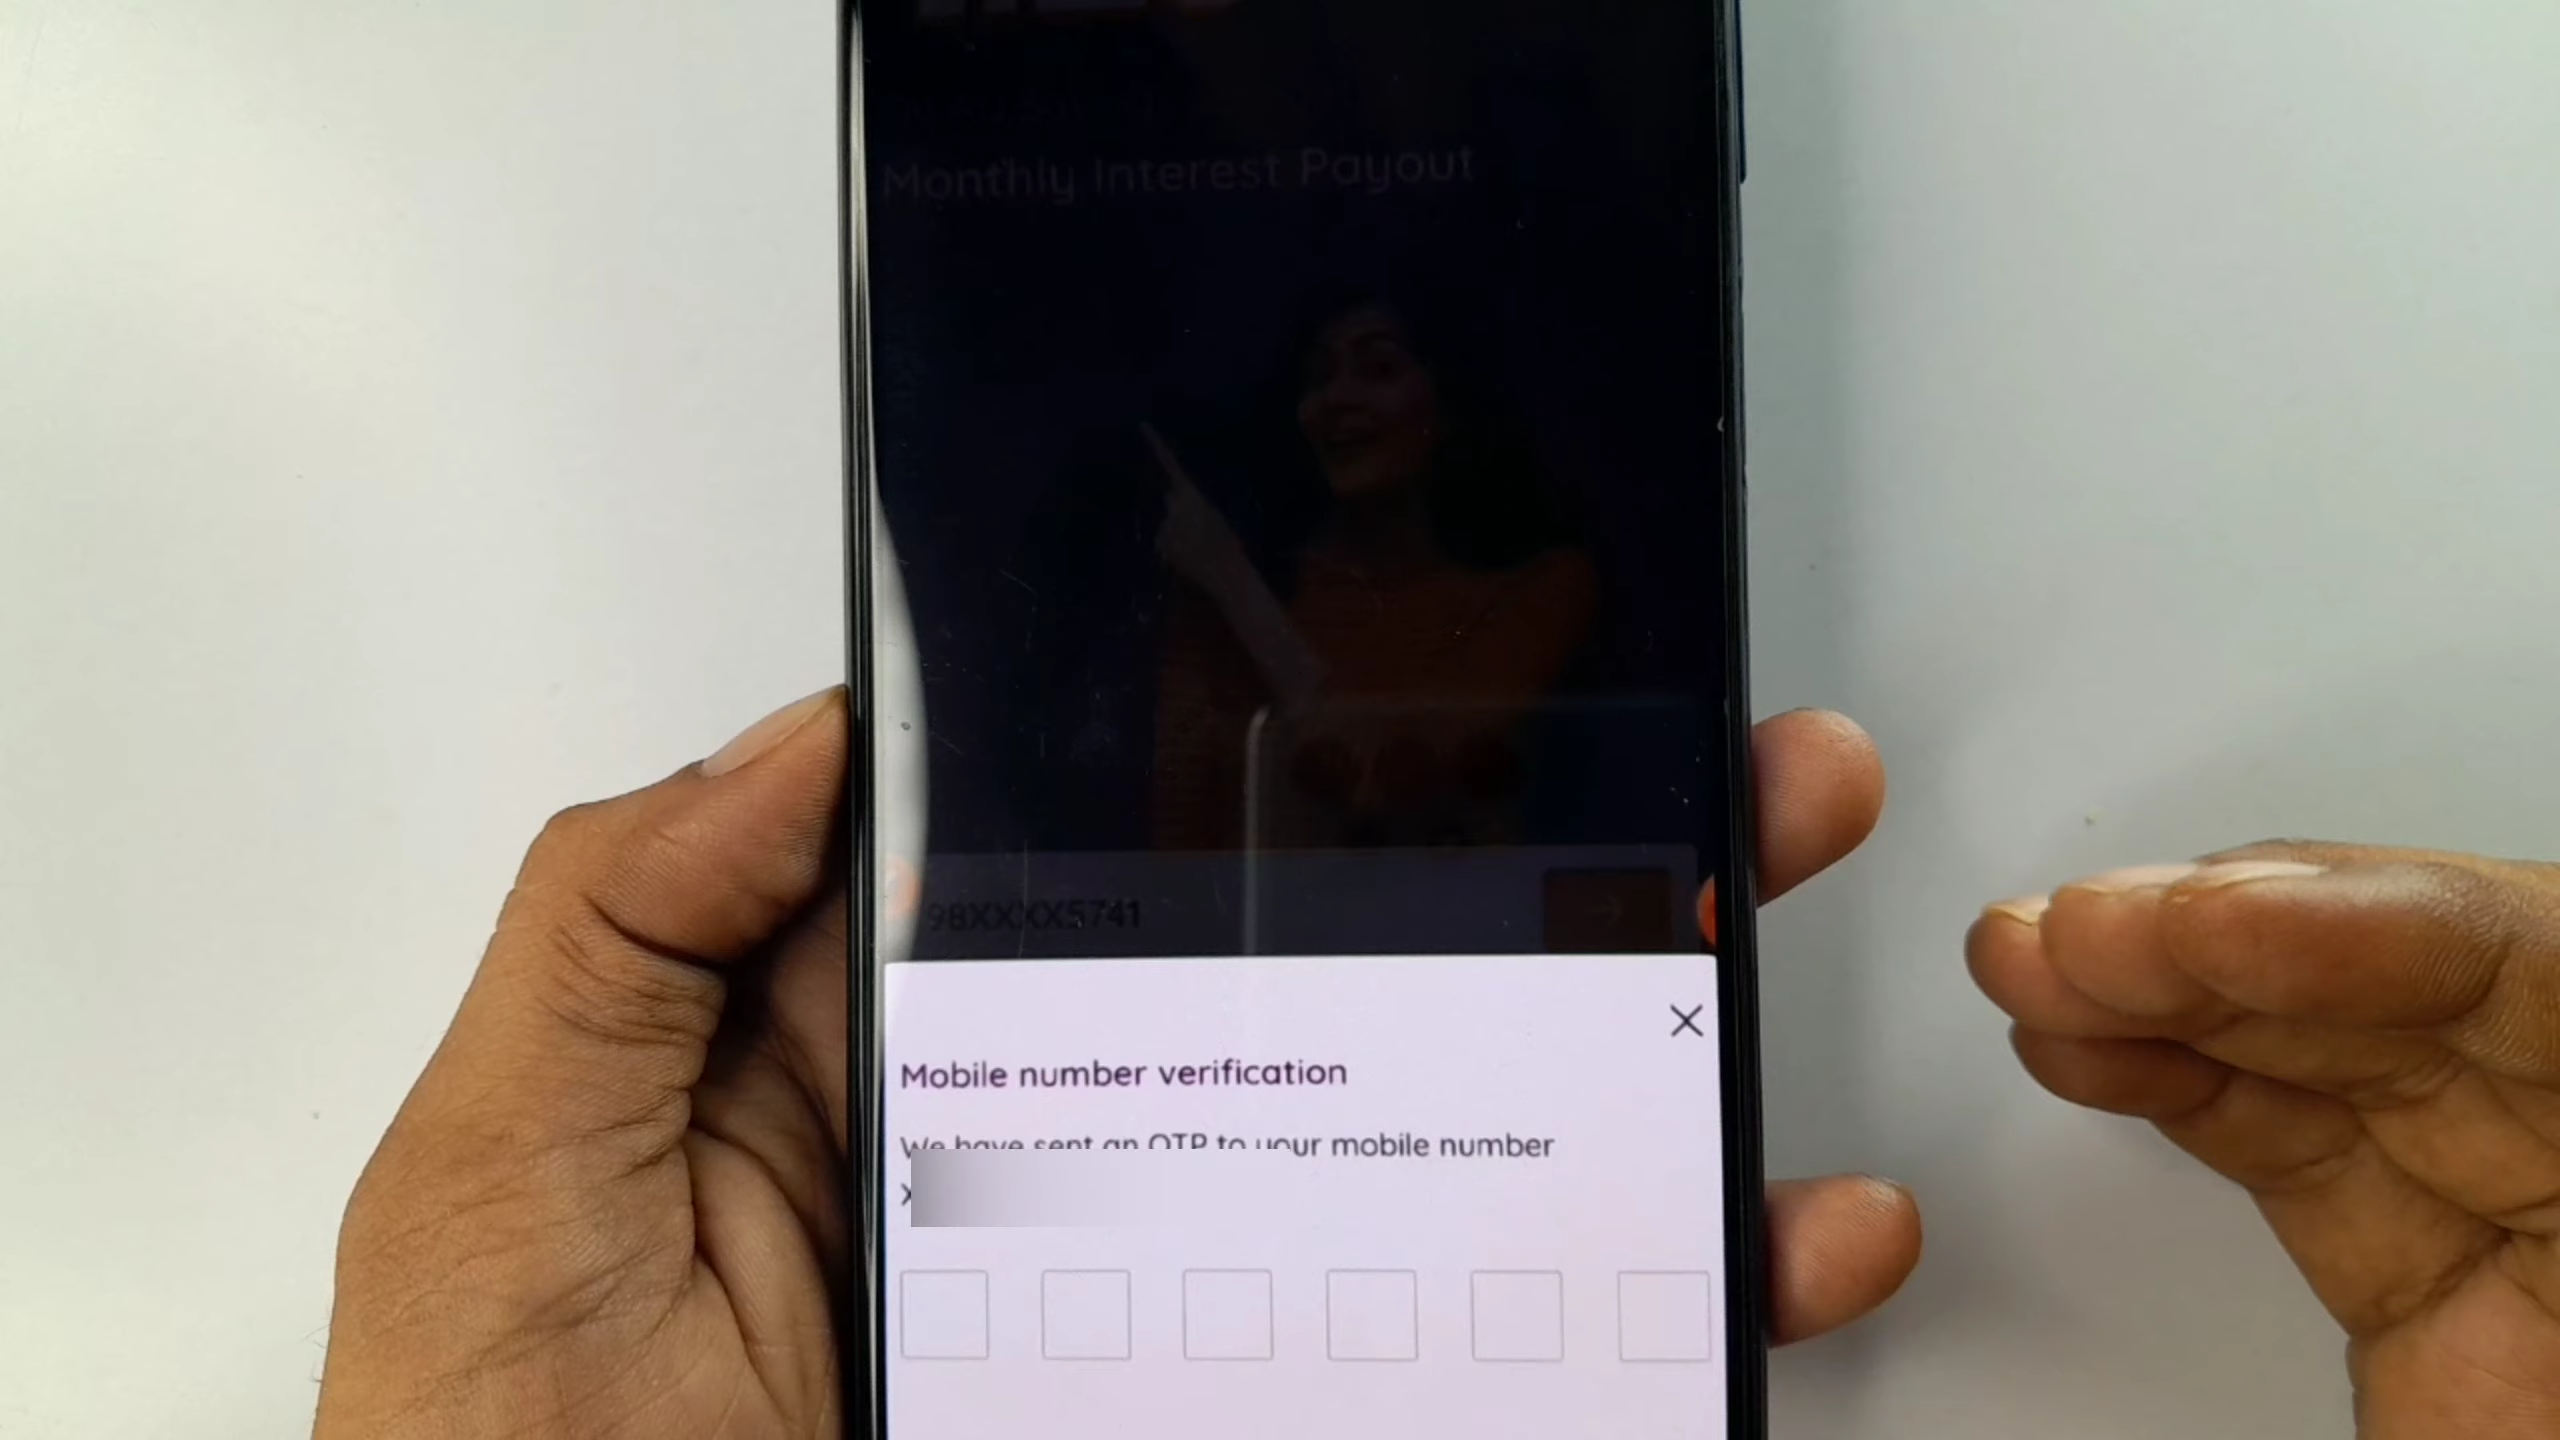 Monthly Interest Payout
98XXXX5741
Mobile number verification
We have sent an OTP to your mobile number
X